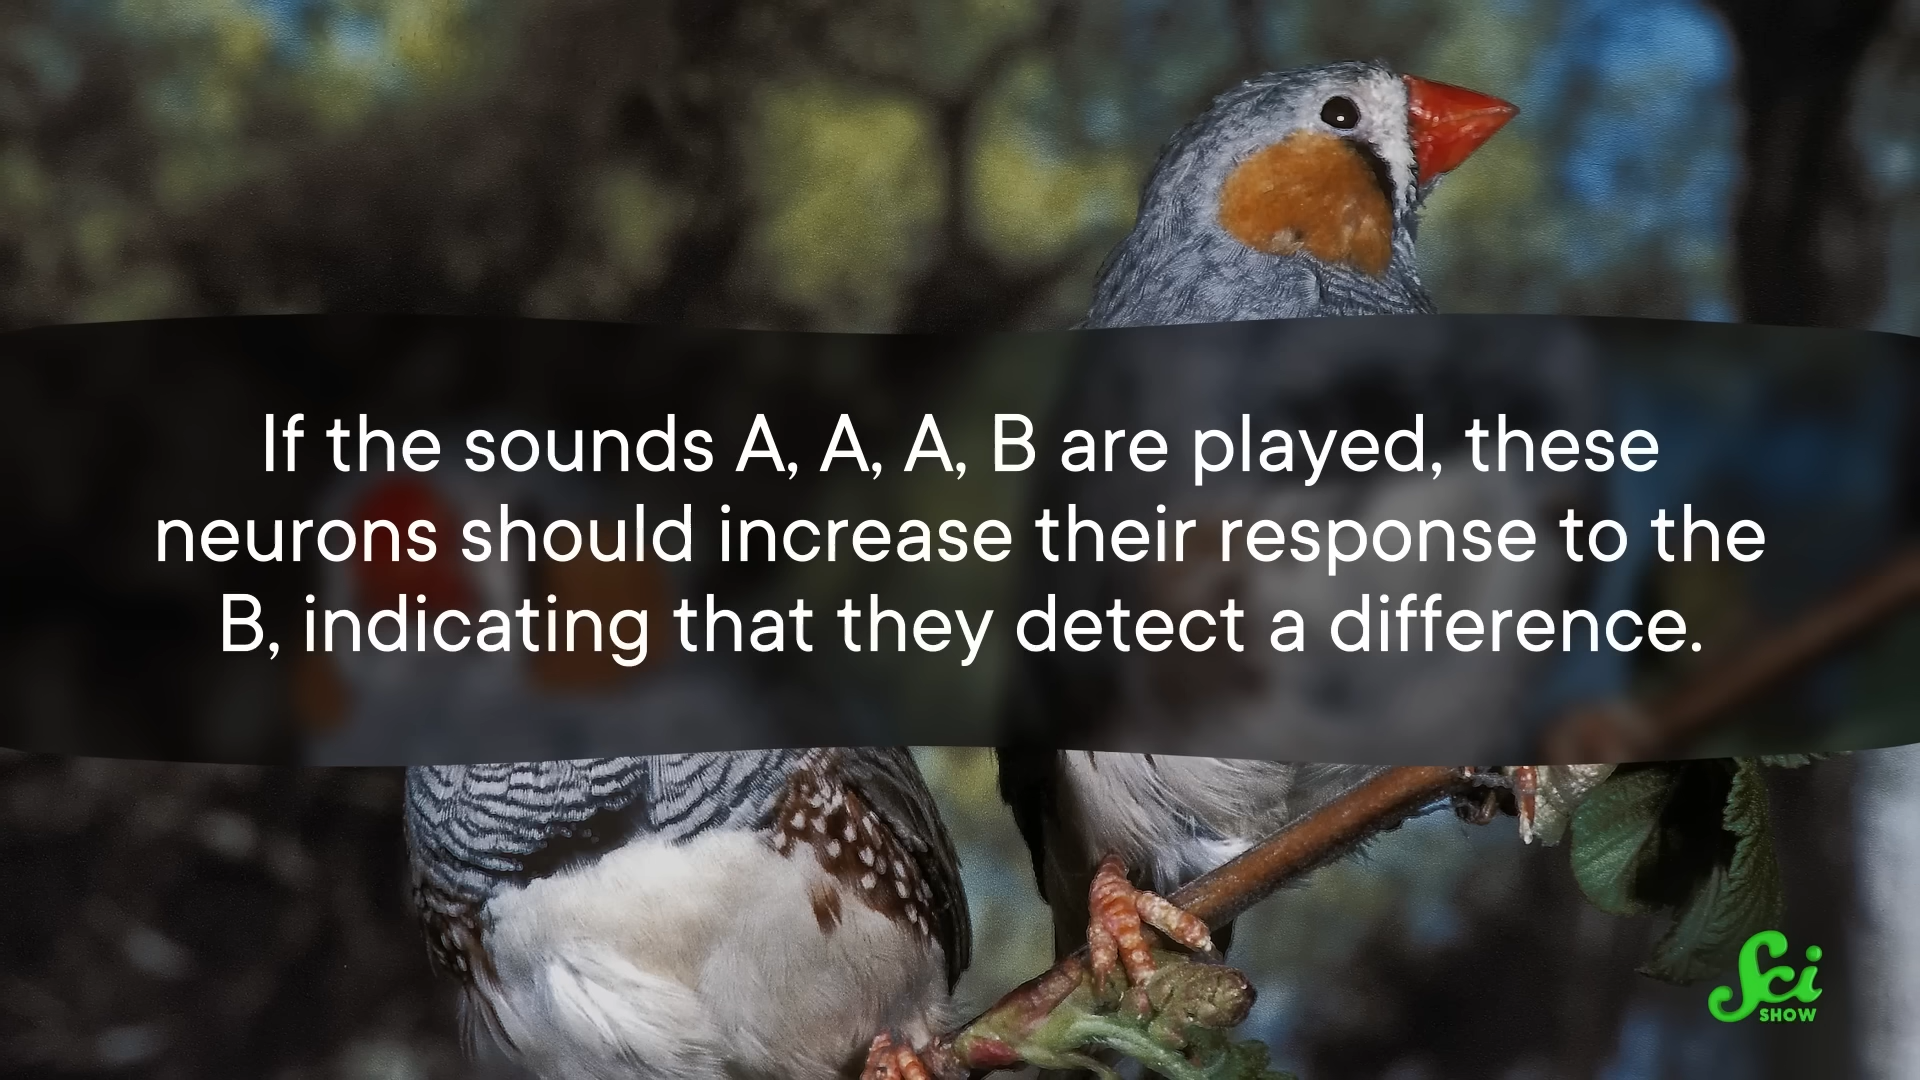 If the sounds A, A, A, B are played, these
neurons should increase their response to the
B, indicating that they detect a difference.
Sci
SHOW